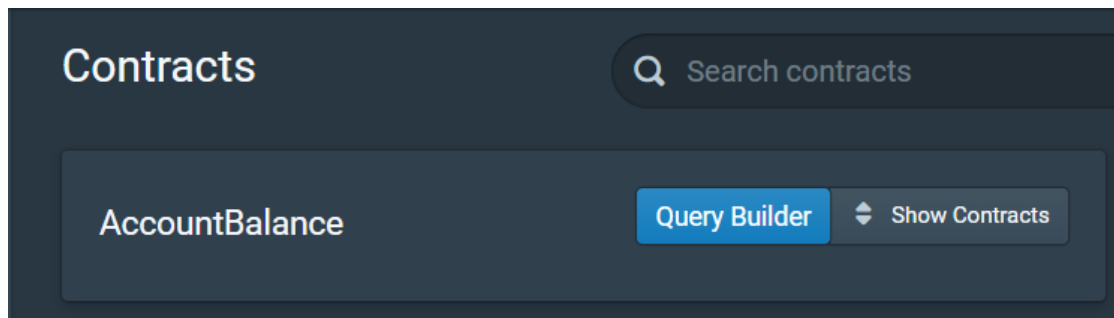 Contracts
Search contracts
AccountBalance
Query Builder
Show Contracts